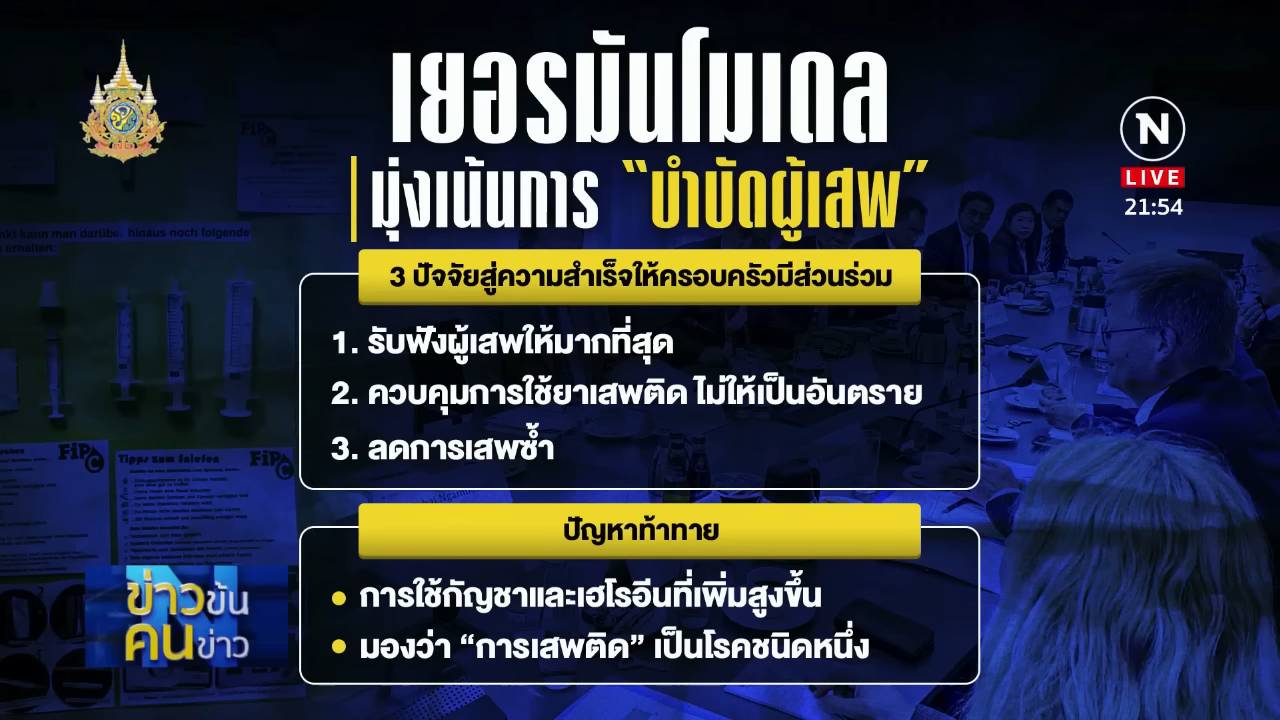 เยอรมันโมเดล
มุ่งเน้นการ “บำบัดผู้เสพ”
N
LIVE
21:54
3 ปัจจัยสู่ความสำเร็จให้ครอบครัวมีส่วนร่วม
1. รับฟังผู้เสพให้มากที่สุด
2. ควบคุมการใช้ยาเสพติด ไม่ให้เป็นอันตราย
3. ลดการเสพซ้ำ
ปัญหาท้าทาย
• การใช้กัญชาและเฮโรอีนที่เพิ่มสูงขึ้น
• มองว่า “การเสพติด” เป็นโรคชนิดหนึ่ง
kann man darüber hinaus noch folgende
erhalten:
FiPC
Tipps zum Sniefen
FiPC
ข่าวข้น
คนข่าว